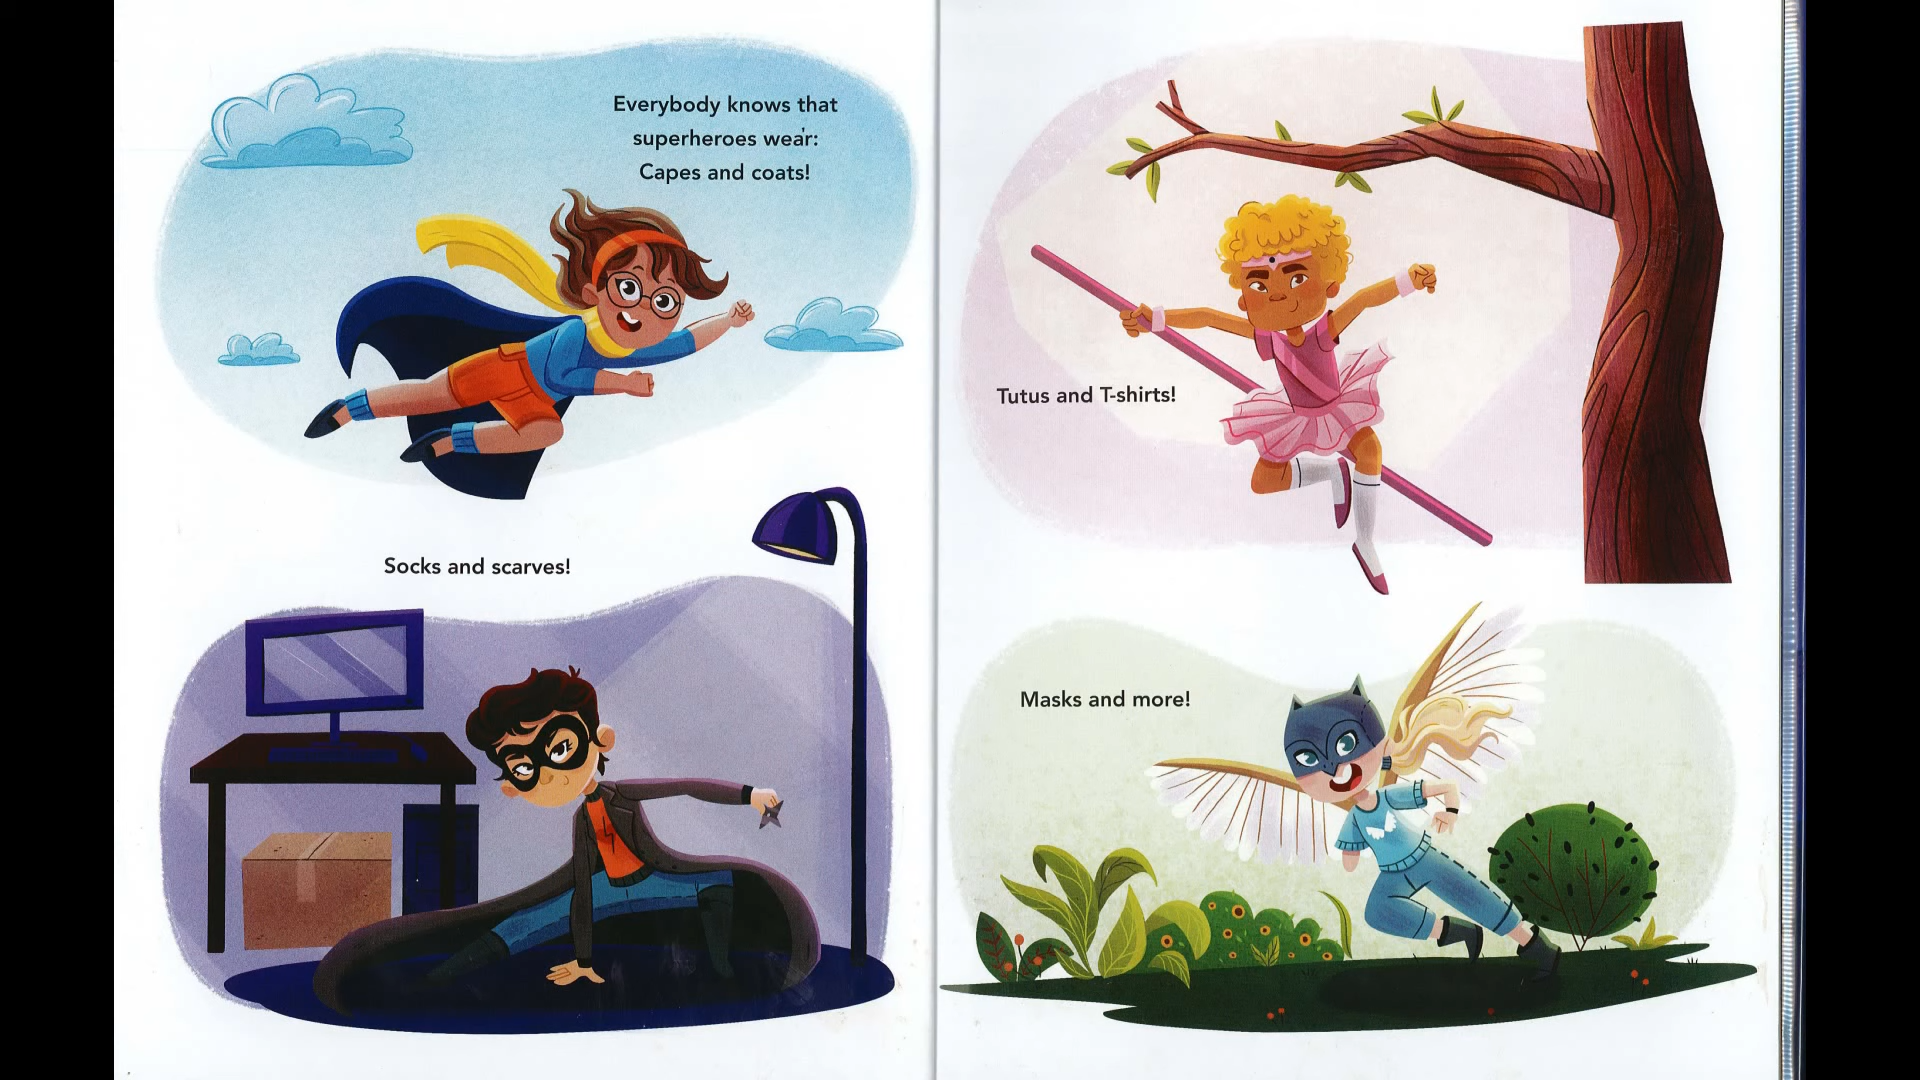 Everybody knows that
superheroes wear:
Capes and coats!
Socks and scarves!
Tutus and T-shirts!
Masks and more!